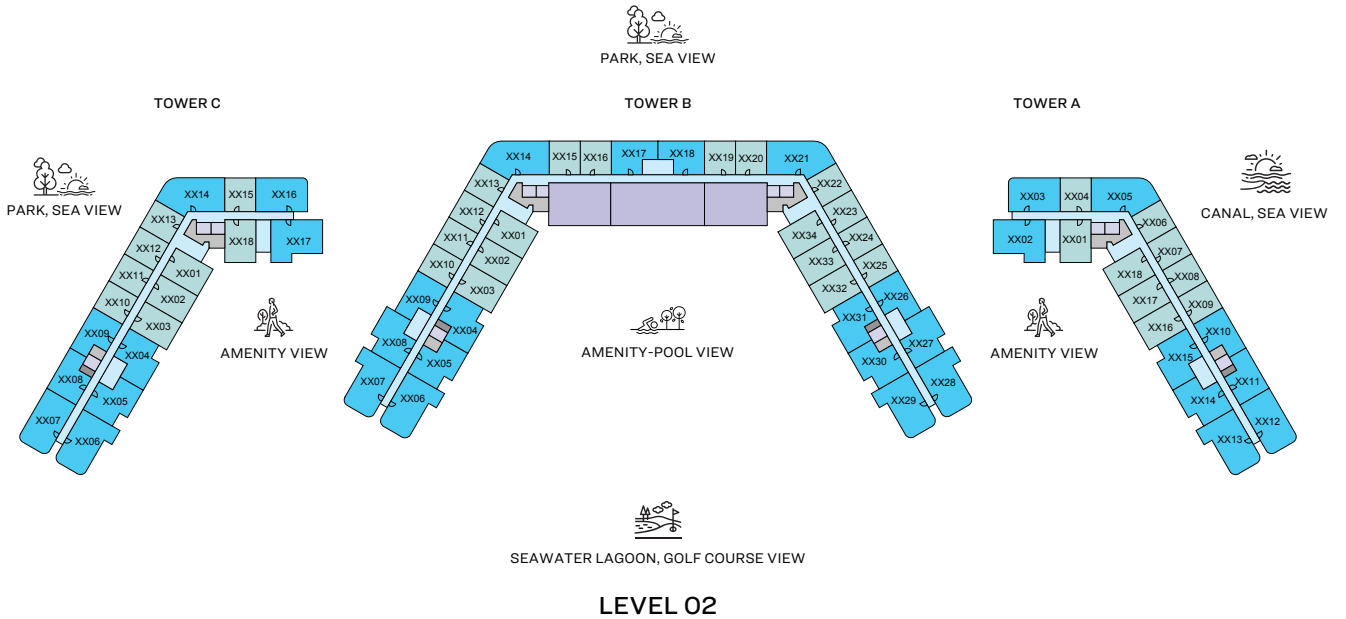 PARK, SEA VIEW
TOWER C
TOWER B
TOWER A
PARK, SEA VIEW
CANAL, SEA VIEW
XX14
XX15
XX16
XX13
XX12
XX11
XX10
XX09
XX08
XX07
XX18
XX17
XX01
XX02
XX03
XX04
XX05
XX06
AMENITY VIEW
XX14
XX15
XX16
XX17
XX18
XX19
XX20
XX21
XX13
XX12
XX11
XX10
XX09
XX08
XX07
XX01
XX02
XX03
XX04
XX05
XX06
XX22
XX23
XX24
XX25
XX26
XX27
XX28
XX34
XX33
XX32
XX31
XX30
XX29
AMENITY-POOL VIEW
XX03
XX04
XX05
XX02
XX01
XX06
XX07
XX08
XX09
XX10
XX11
XX12
XX18
XX17
XX16
XX15
XX14
XX13
AMENITY VIEW
SEAWATER LAGOON, GOLF COURSE VIEW
LEVEL 02